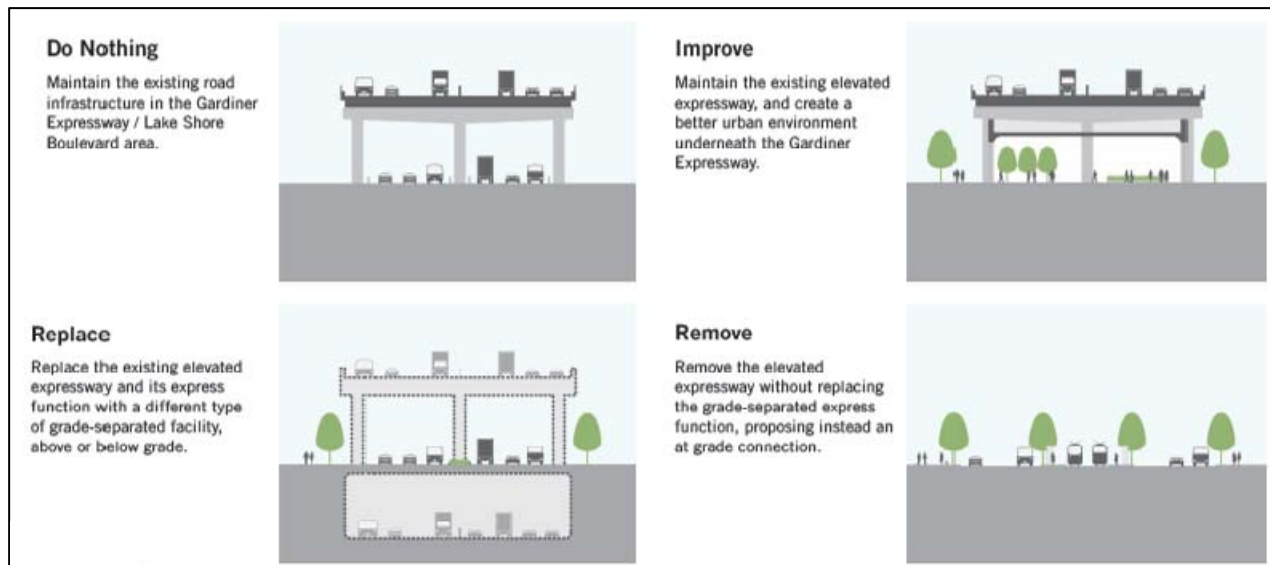 Do Nothing
Maintain the existing road
infrastructure in the Gardiner
Expressway / Lake Shore
Boulevard area.
Improve
Maintain the existing elevated
expressway, and create a
better urban environment
underneath the Gardiner
Expressway.
Replace
Replace the existing elevated
expressway and its express
function with a different type
of grade-separated facility,
above or below grade.
Remove
Remove the elevated
expressway without replacing
the grade-separated express
function, proposing instead an
at grade connection.